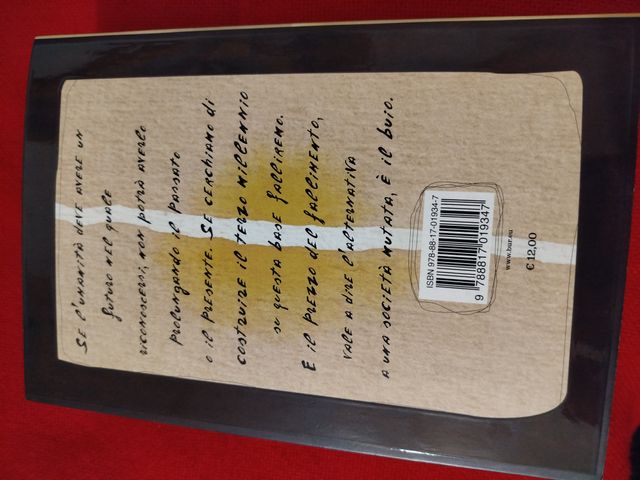 SE L'UMANITÀ DEVE AVERE UN
futuro nel quale
riconoscersi, non potrà averlo
prolungando il passato
o il presente. Se cerchiamo di
costruire il terzo millennio
su questa base falliremo.
E il prezzo del fallimento,
vale a dire l'alternativa
a una società mutata, è il buio.
ISBN 978-88-17-01934-7
9 788817 019347
www.bur.eu
€ 12,00